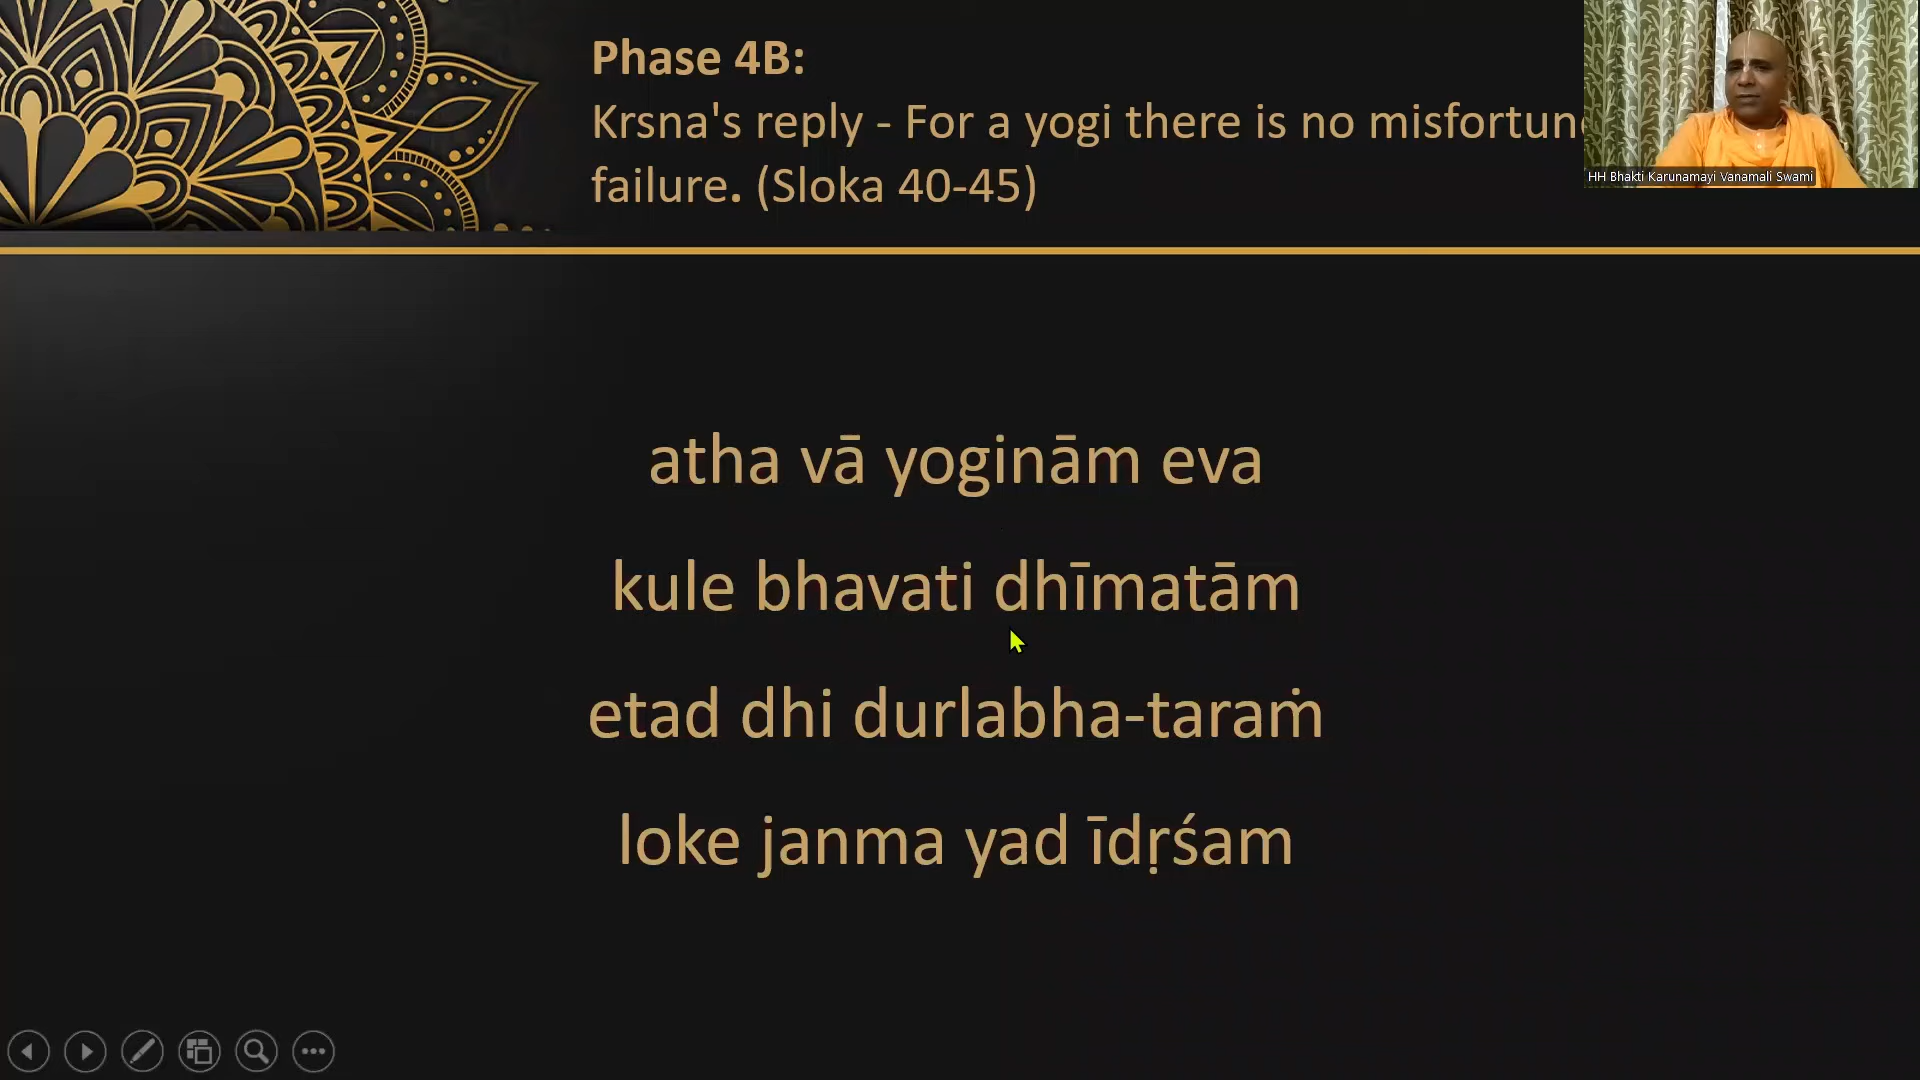 Phase 4B:
Krsna's reply - For a yogi there is no misfortune
failure. (Sloka 40-45)
HH Bhakti Karunamayi Vanamali Swami
atha vā yoginām eva
kule bhavati dhīmatām
etad dhi durlabha-taraṁ
loke janma yad īdṛśam